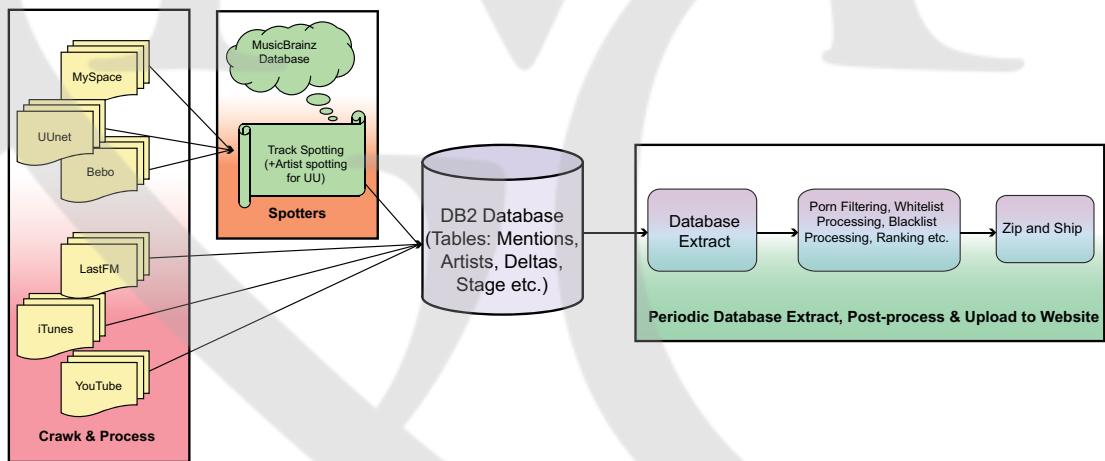 MySpace
UUnet
Bebo
LastFM
iTunes
YouTube
Crawk & Process
MusicBrainz
Database
Track Spotting
(+Artist spotting
for UU)
Spotters
DB2 Database
(Tables: Mentions,
Artists, Deltas,
Stage etc.)
Database
Extract
Porn Filtering, Whitelist
Processing, Blacklist
Processing, Ranking etc.
Zip and Ship
Periodic Database Extract, Post-process & Upload to Website